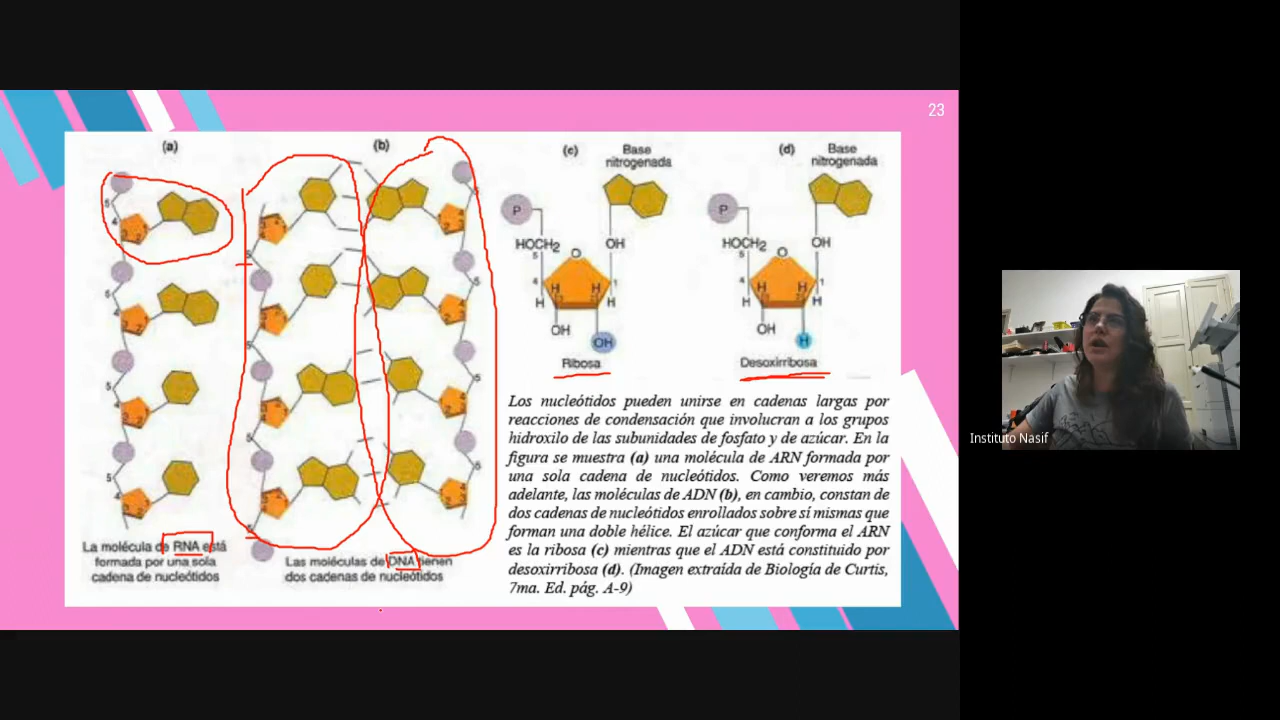 23
(a)
(b)
(c)
Base
nitrogenada
(d)
Base
nitrogenada
P
HOCH2
OH
O
5
4
1
H
H
H
H
OH
OH
Ribosa
P
HOCH2
OH
O
5
4
1
H
H
H
H
OH
H
Desoxirribosa
La molécula de RNA está
formada por una sola
cadena de nucleótidos
Las moléculas de DNA tienen
dos cadenas de nucleótidos
Los nucleótidos pueden unirse en cadenas largas por
reacciones de condensación que involucran a los grupos
hidroxilo de las subunidades de fosfato y de azúcar. En la
figura se muestra (a) una molécula de ARN formada por
una sola cadena de nucleótidos. Como veremos más
adelante, las moléculas de ADN (b), en cambio, constan de
dos cadenas de nucleótidos enrollados sobre sí mismas que
forman una doble hélice. El azúcar que conforma el ARN
es la ribosa (c) mientras que el ADN está constituido por
desoxirribosa (d). (Imagen extraída de Biología de Curtis,
7ma. Ed. pág. A-9)
Instituto Nasif